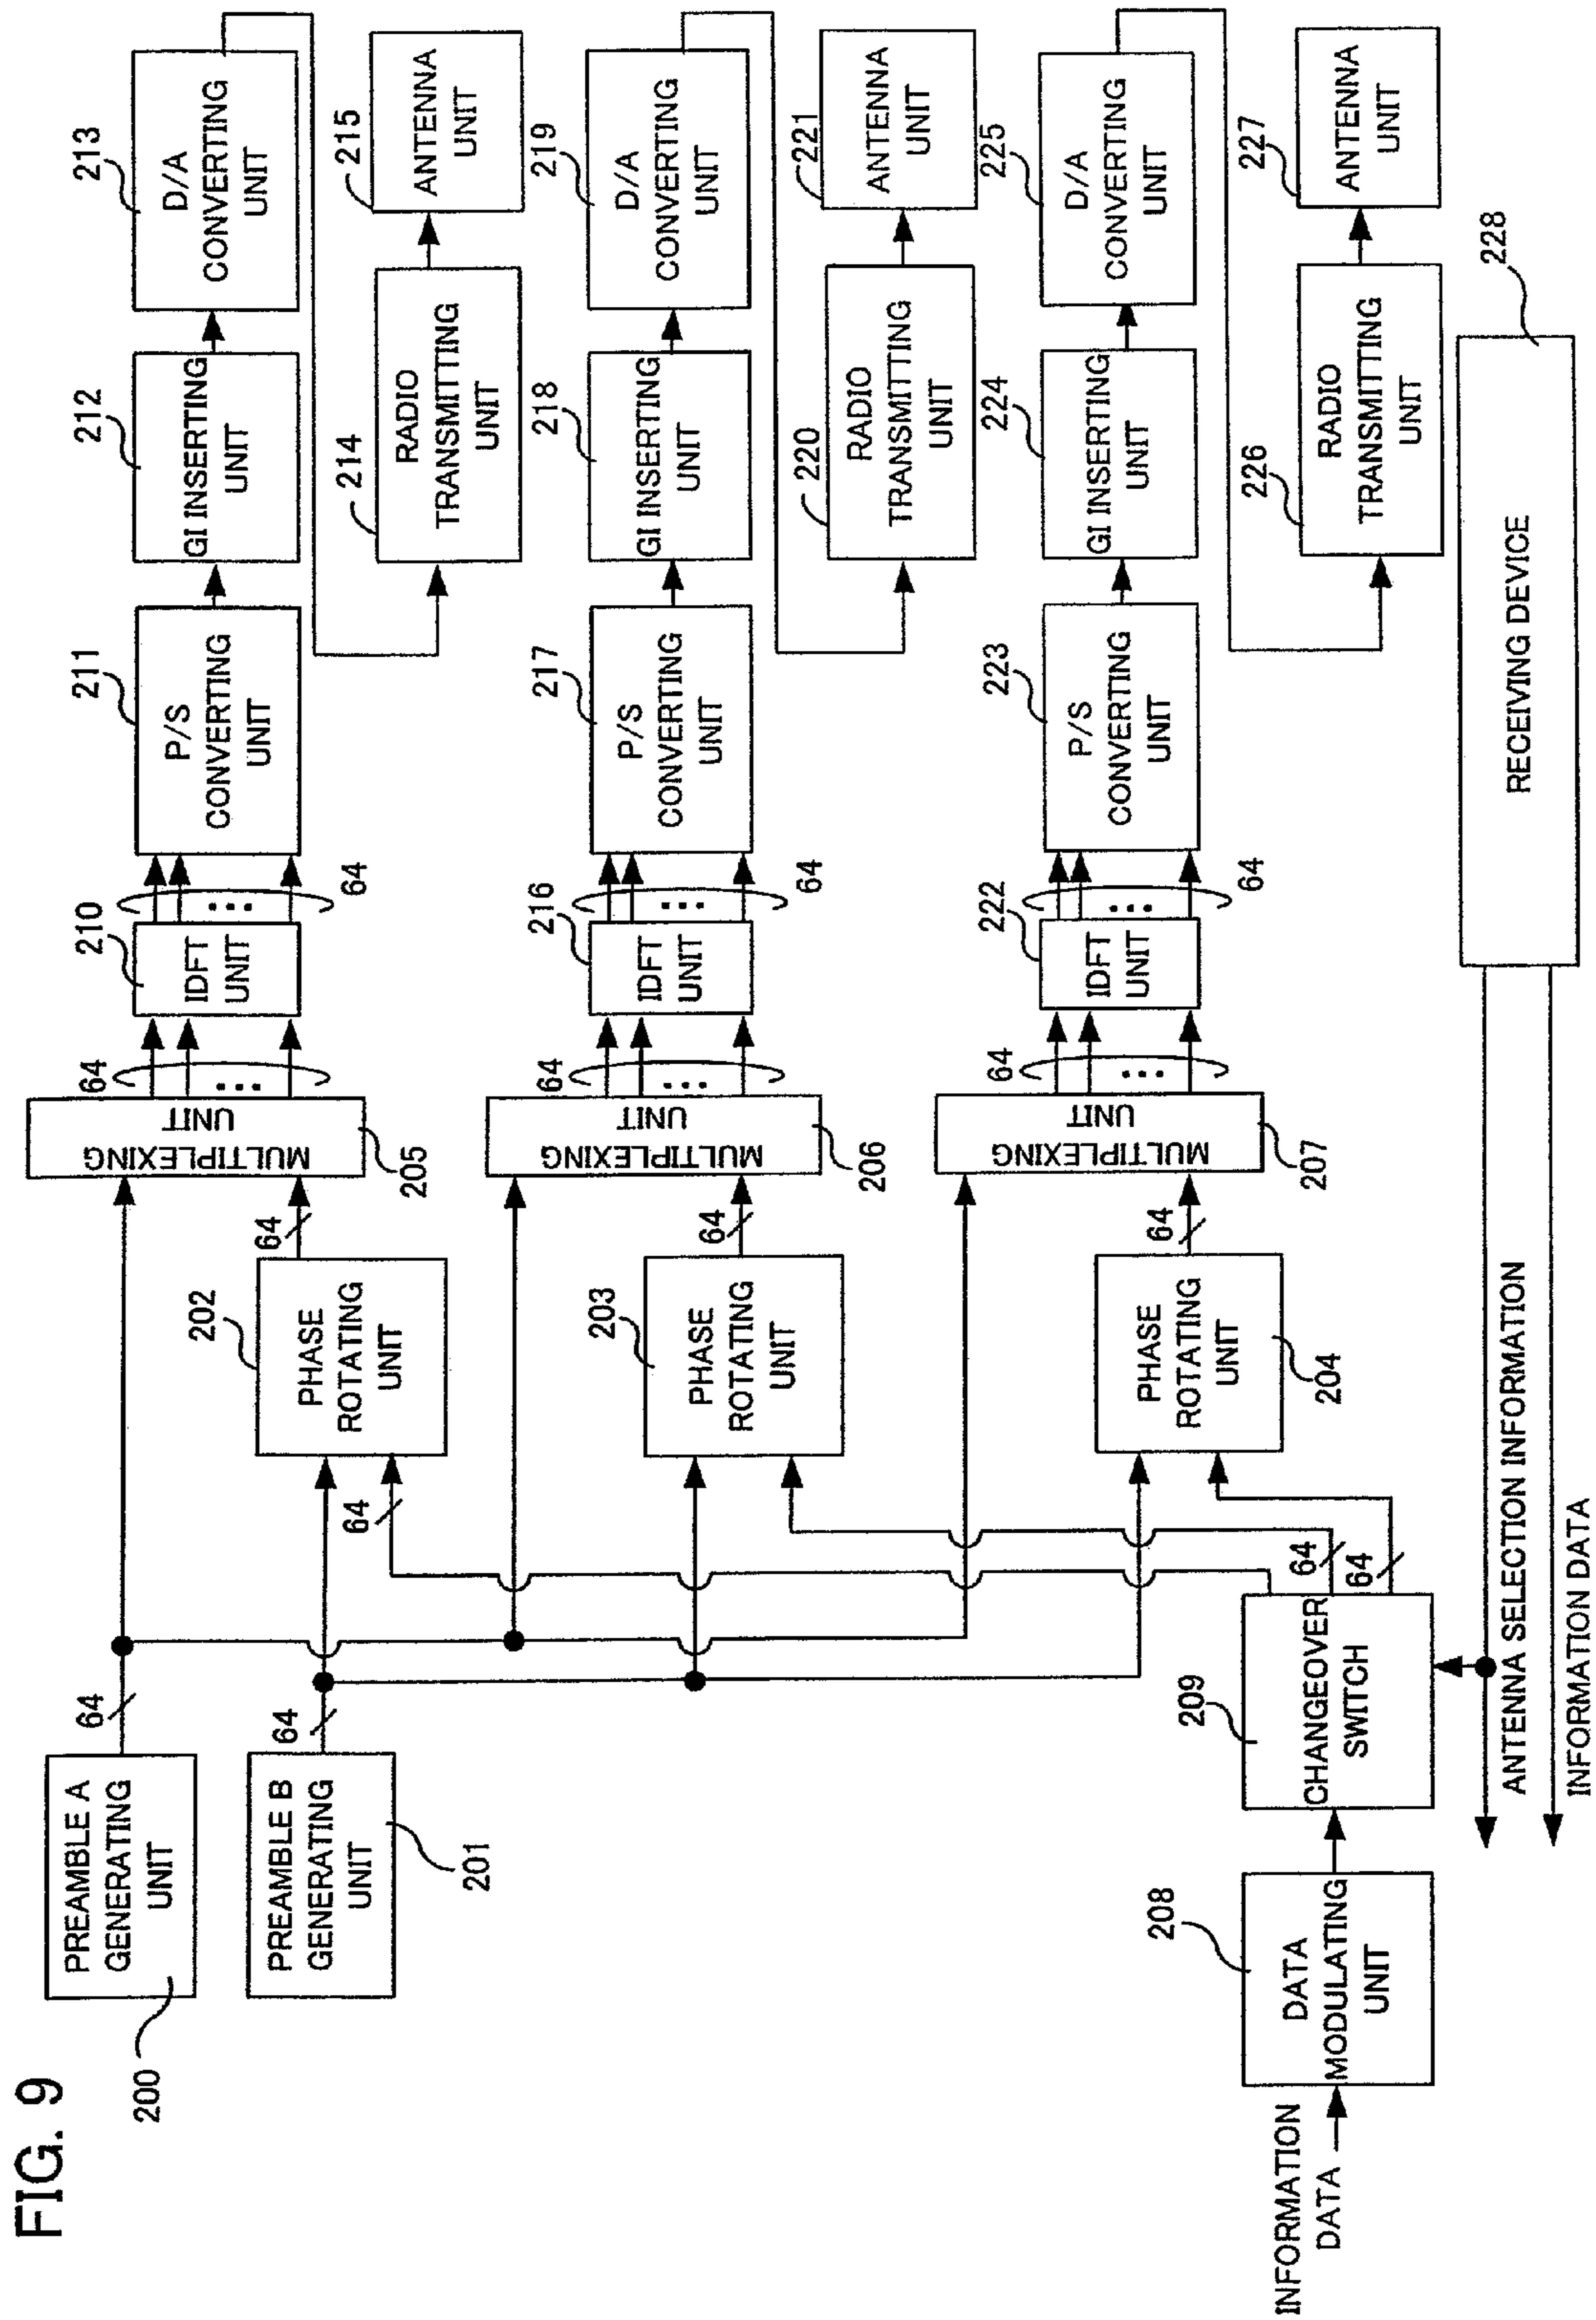 FIG. 9
200
PREAMBLE A
GENERATING
UNIT
64
PREAMBLE B
GENERATING
UNIT
201
64
202
PHASE
ROTATING
UNIT
64
64
MULTIPLEXING
UNIT
205
64
210
IDFT
UNIT
64
211
P/S
CONVERTING
UNIT
212
GI INSERTING
UNIT
213
D/A
CONVERTING
UNIT
214
RADIO
TRANSMITTING
UNIT
215
ANTENNA
UNIT
203
PHASE
ROTATING
UNIT
64
MULTIPLEXING
UNIT
206
64
216
IDFT
UNIT
64
217
P/S
CONVERTING
UNIT
218
GI INSERTING
UNIT
219
D/A
CONVERTING
UNIT
220
RADIO
TRANSMITTING
UNIT
221
ANTENNA
UNIT
PHASE
ROTATING
UNIT
204
64
MULTIPLEXING
UNIT
207
64
222
IDFT
UNIT
64
223
P/S
CONVERTING
UNIT
224
GI INSERTING
UNIT
225
D/A
CONVERTING
UNIT
226
RADIO
TRANSMITTING
UNIT
227
ANTENNA
UNIT
INFORMATION
DATA
208
DATA
MODULATING
UNIT
209
CHANGEOVER
SWITCH
64
64
228
RECEIVING DEVICE
ANTENNA SELECTION INFORMATION
INFORMATION DATA